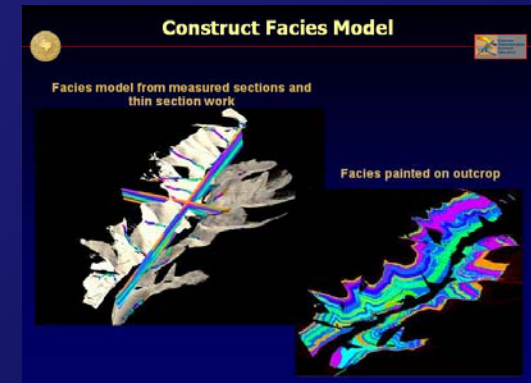 Construct Facies Model
Facies model from measured sections and
thin section work
Facies painted on outcrop